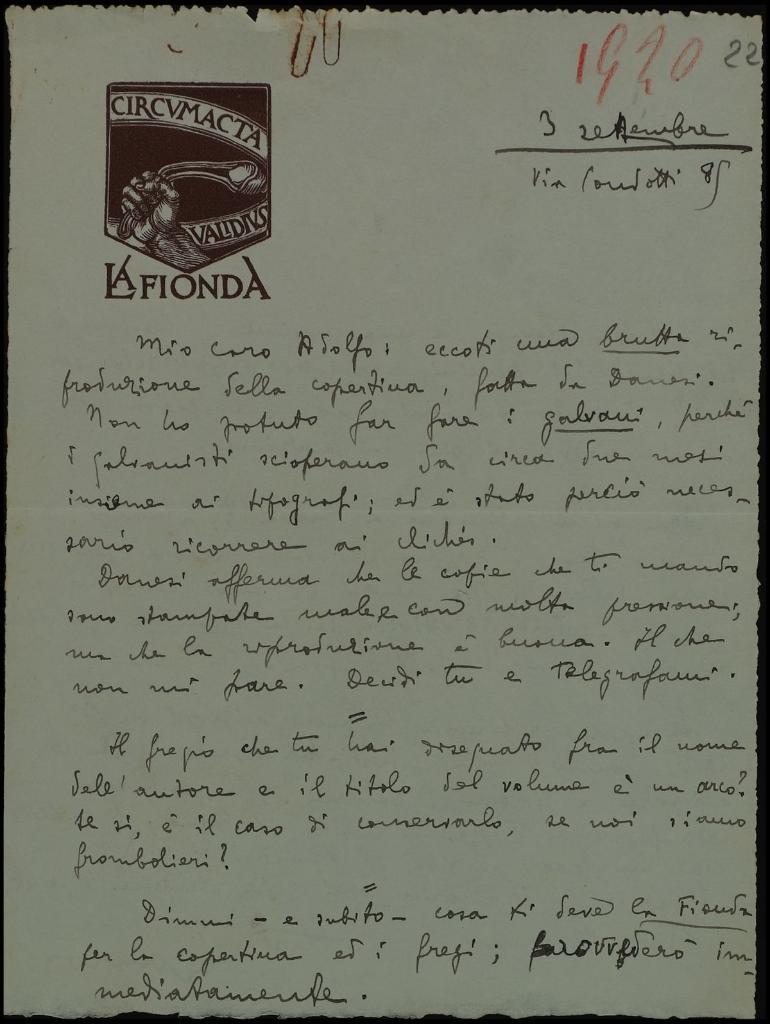 1920 22
CIRCVMACTA
VALIDIVS
LA FIONDA
3 settembre
Via Condotti 85
Mio caro Adolfo: eccoti una brutta ri-
produzione della copertina, fatta da Danesi.
Non ho potuto far fare i galvani, perché
i galvanisti scioperano da circa due mesi
insieme ai tipografi; ed è stato perciò neces-
sario ricorrere ai clichés.
Danesi afferma che le copie che ti mando
sono stampate male e con molta pressione;
ma che la riproduzione è buona. Il che
non mi pare. Decidi tu e telegrafami.
=
Il fregio che tu hai disegnato fra il nome
dell'autore e il titolo del volume è un arco?
Se sì, è il caso di conservarlo, se noi siamo
frombolieri?
=
Dimmi - e subito - cosa ti deve la Fionda
per la copertina ed i fregi; provvederò im-
mediatamente.